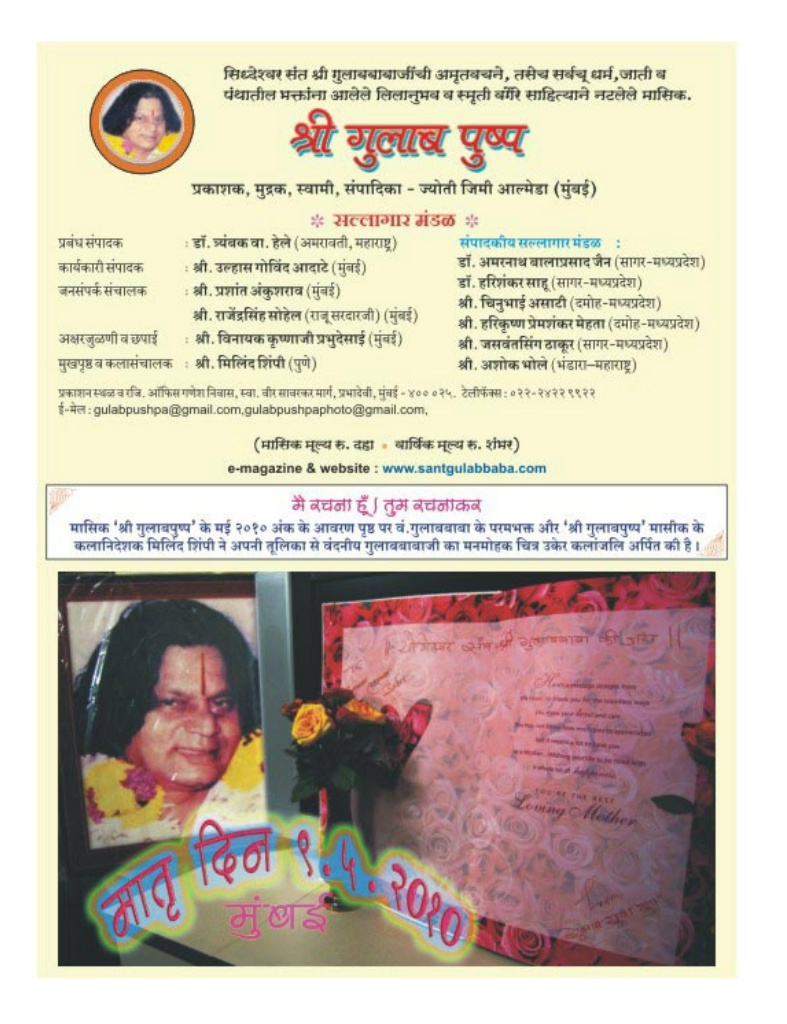 सिध्देश्वर संत श्री गुलाबबाबाजींची अमृतवचने, तसेच सर्वच् धर्म,जाती व
पंथातील भक्तांना आलेले लिलानुभव व स्मृती वगैरे साहित्याने नटलेले मासिक.
श्री गुलाब पुष्प
प्रकाशक, मुद्रक, स्वामी, संपादिका - ज्योती जिमी आल्मेडा (मुंबई)
सल्लागार मंडळ
प्रबंध संपादक : डॉ. त्र्यंबक वा. हेले (अमरावती, महाराष्ट्र)
कार्यकारी संपादक : श्री. उल्हास गोविंद आदाटे (मुंबई)
जनसंपर्क संचालक : श्री. प्रशांत अंकुशराव (मुंबई)
श्री. राजेंद्रसिंह सोहेल (राजू सरदारजी) (मुंबई)
अक्षरजुळणी व छपाई : श्री. विनायक कृष्णाजी प्रभुदेसाई (मुंबई)
मुखपृष्ठ व कलासंचालक : श्री. मिलिंद शिंपी (पुणे)
संपादकीय सल्लागार मंडळ :
डॉ. अमरनाथ बालाप्रसाद जैन (सागर-मध्यप्रदेश)
डॉ. हरिशंकर साहू (सागर-मध्यप्रदेश)
श्री. चिनुभाई असाटी (दमोह-मध्यप्रदेश)
श्री. हरिकृष्ण प्रेमशंकर मेहता (दमोह-मध्यप्रदेश)
श्री. जसवंतसिंग ठाकूर (सागर-मध्यप्रदेश)
श्री. अशोक भोले (भंडारा–महाराष्ट्र)
प्रकाशन स्थळ व रजि. ऑफिस गणेश निवास, स्वा. वीर सावरकर मार्ग, प्रभादेवी, मुंबई - ४०० ०२५. टेलीफॅक्स : ०२२-२४२२ ९९२२
ई-मेल : gulabpushpa@gmail.com,gulabpushpaphoto@gmail.com,
(मासिक मूल्य रु. दहा • वार्षिक मूल्य रु. शंभर)
e-magazine & website : www.santgulabbaba.com
मै रचना हूँ। तुम रचनाकर
मासिक ‘श्री गुलाबपुष्प’ के मई २०१० अंक के आवरण पृष्ठ पर वं.गुलाबबाबा के परमभक्त और ‘श्री गुलाबपुष्प’ मासीक के
कलानिदेशक मिलिंद शिंपी ने अपनी तूलिका से वंदनीय गुलाबबाबाजी का मनमोहक चित्र उकेर कलांजलि अर्पित की है।
|| योगेश्वर संत श्री गुलाबबाबा की जय ||
YOU'RE THE BEST
Loving Mother
मातृ दिन ९.५.२०१०
मुंबई